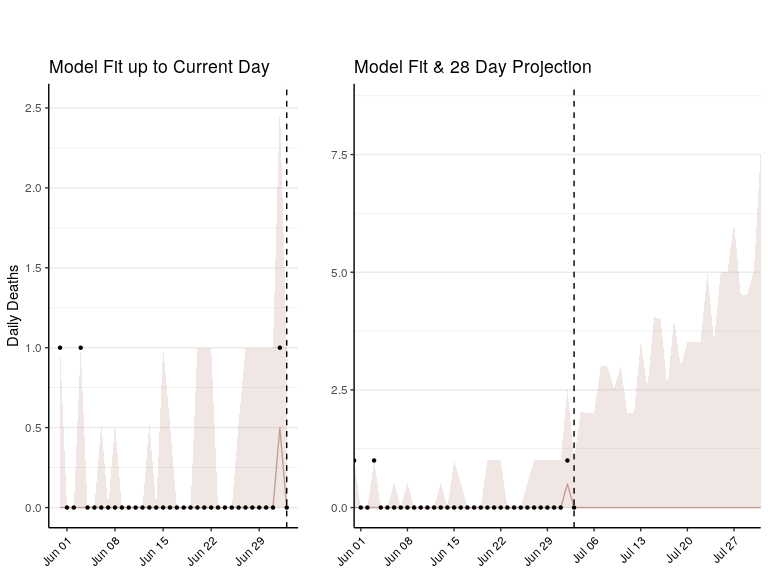 Model Fit up to Current Day
Daily Deaths
2.5
2.0
1.5
1.0
0.5
0.0
Jun 01
Jun 08
Jun 15
Jun 22
Jun 29
Model Fit & 28 Day Projection
7.5
5.0
2.5
0.0
Jun 01
Jun 08
Jun 15
Jun 22
Jun 29
Jul 06
Jul 13
Jul 20
Jul 27